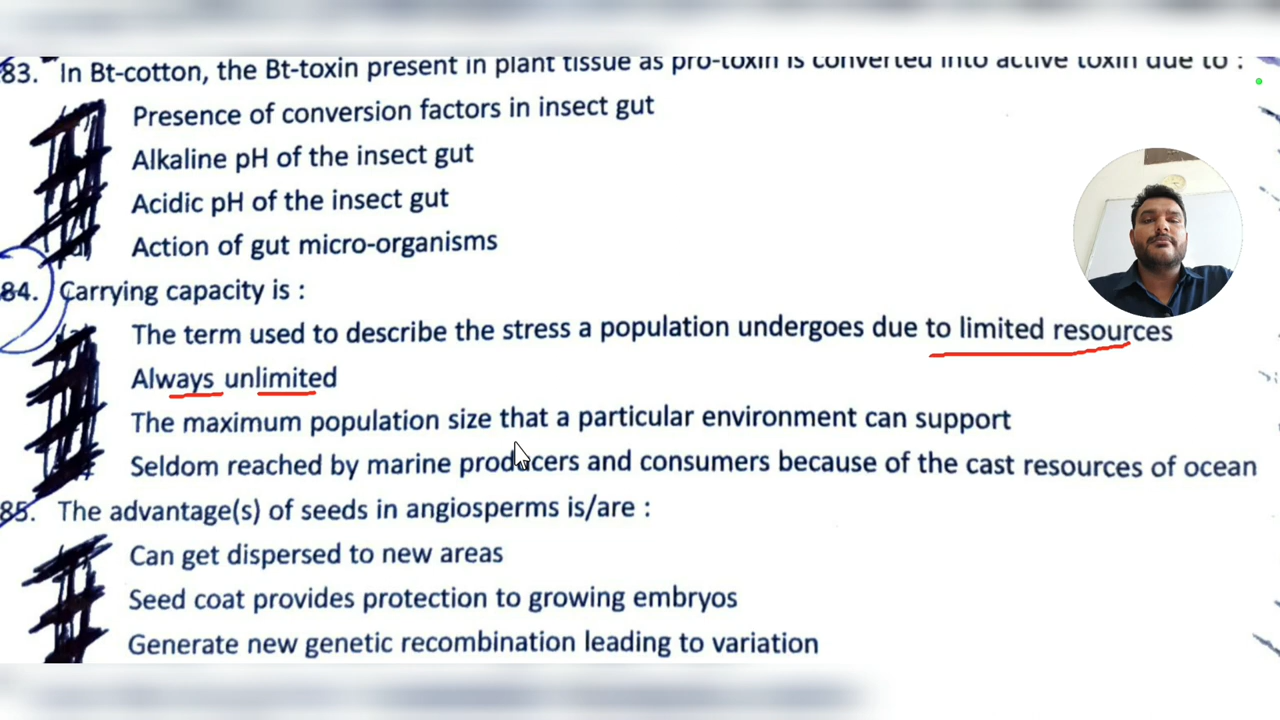 83. In Bt-cotton, the Bt-toxin present in plant tissue as pro-toxin is converted into active toxin due to :
Presence of conversion factors in insect gut
Alkaline pH of the insect gut
Acidic pH of the insect gut
Action of gut micro-organisms
84. Carrying capacity is :
The term used to describe the stress a population undergoes due to limited resources
Always unlimited
The maximum population size that a particular environment can support
Seldom reached by marine producers and consumers because of the cast resources of ocean
85. The advantage(s) of seeds in angiosperms is/are :
Can get dispersed to new areas
Seed coat provides protection to growing embryos
Generate new genetic recombination leading to variation